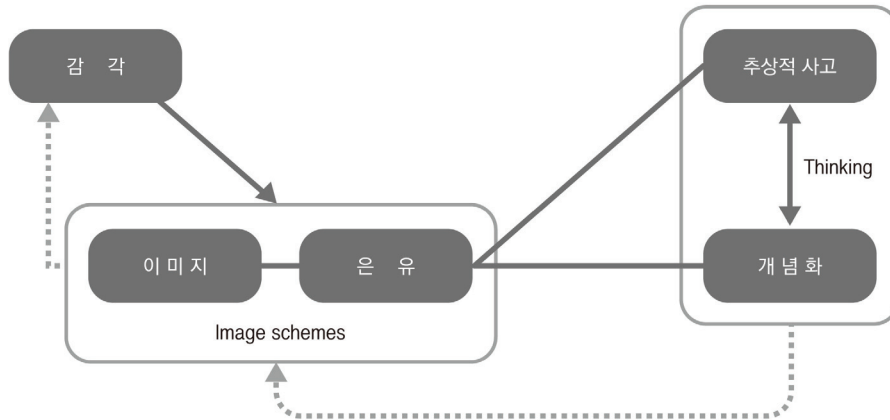 감 각
추상적 사고
Thinking
이 미 지
은 유
개 념 화
Image schemes